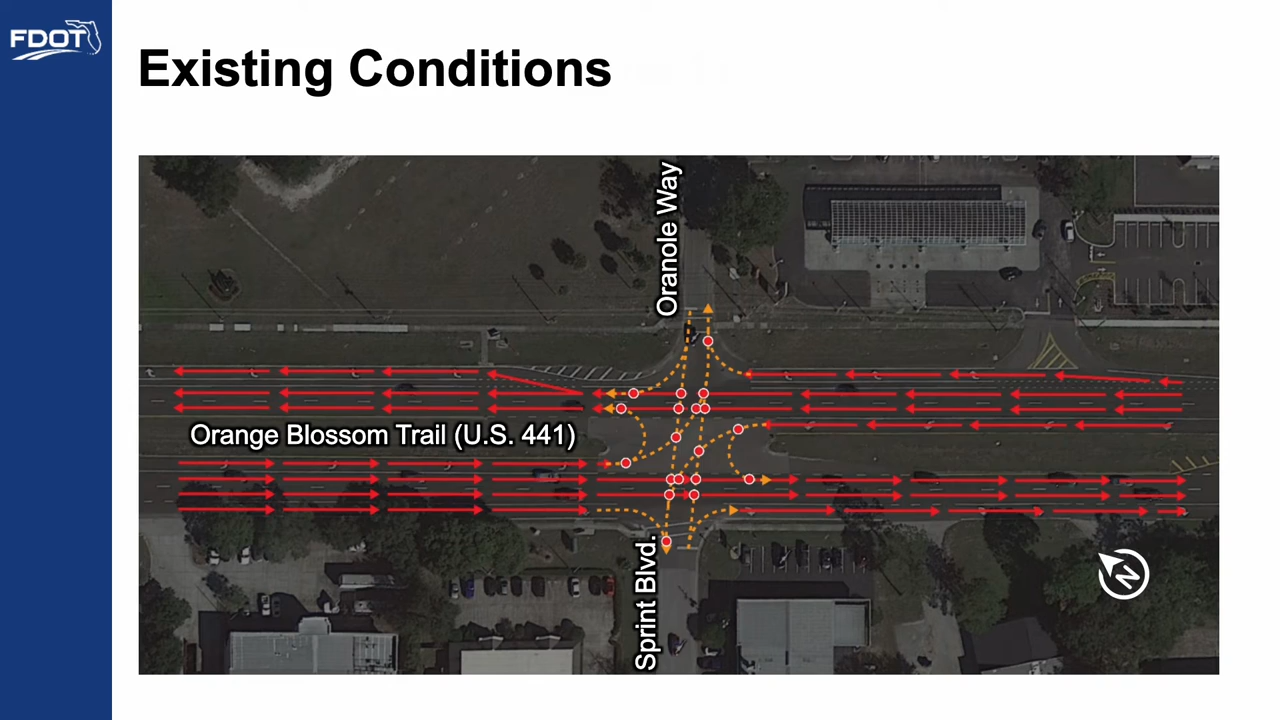 FDOT
Existing Conditions
Oranole Way
Orange Blossom Trail (U.S. 441)
Sprint Blvd.
N